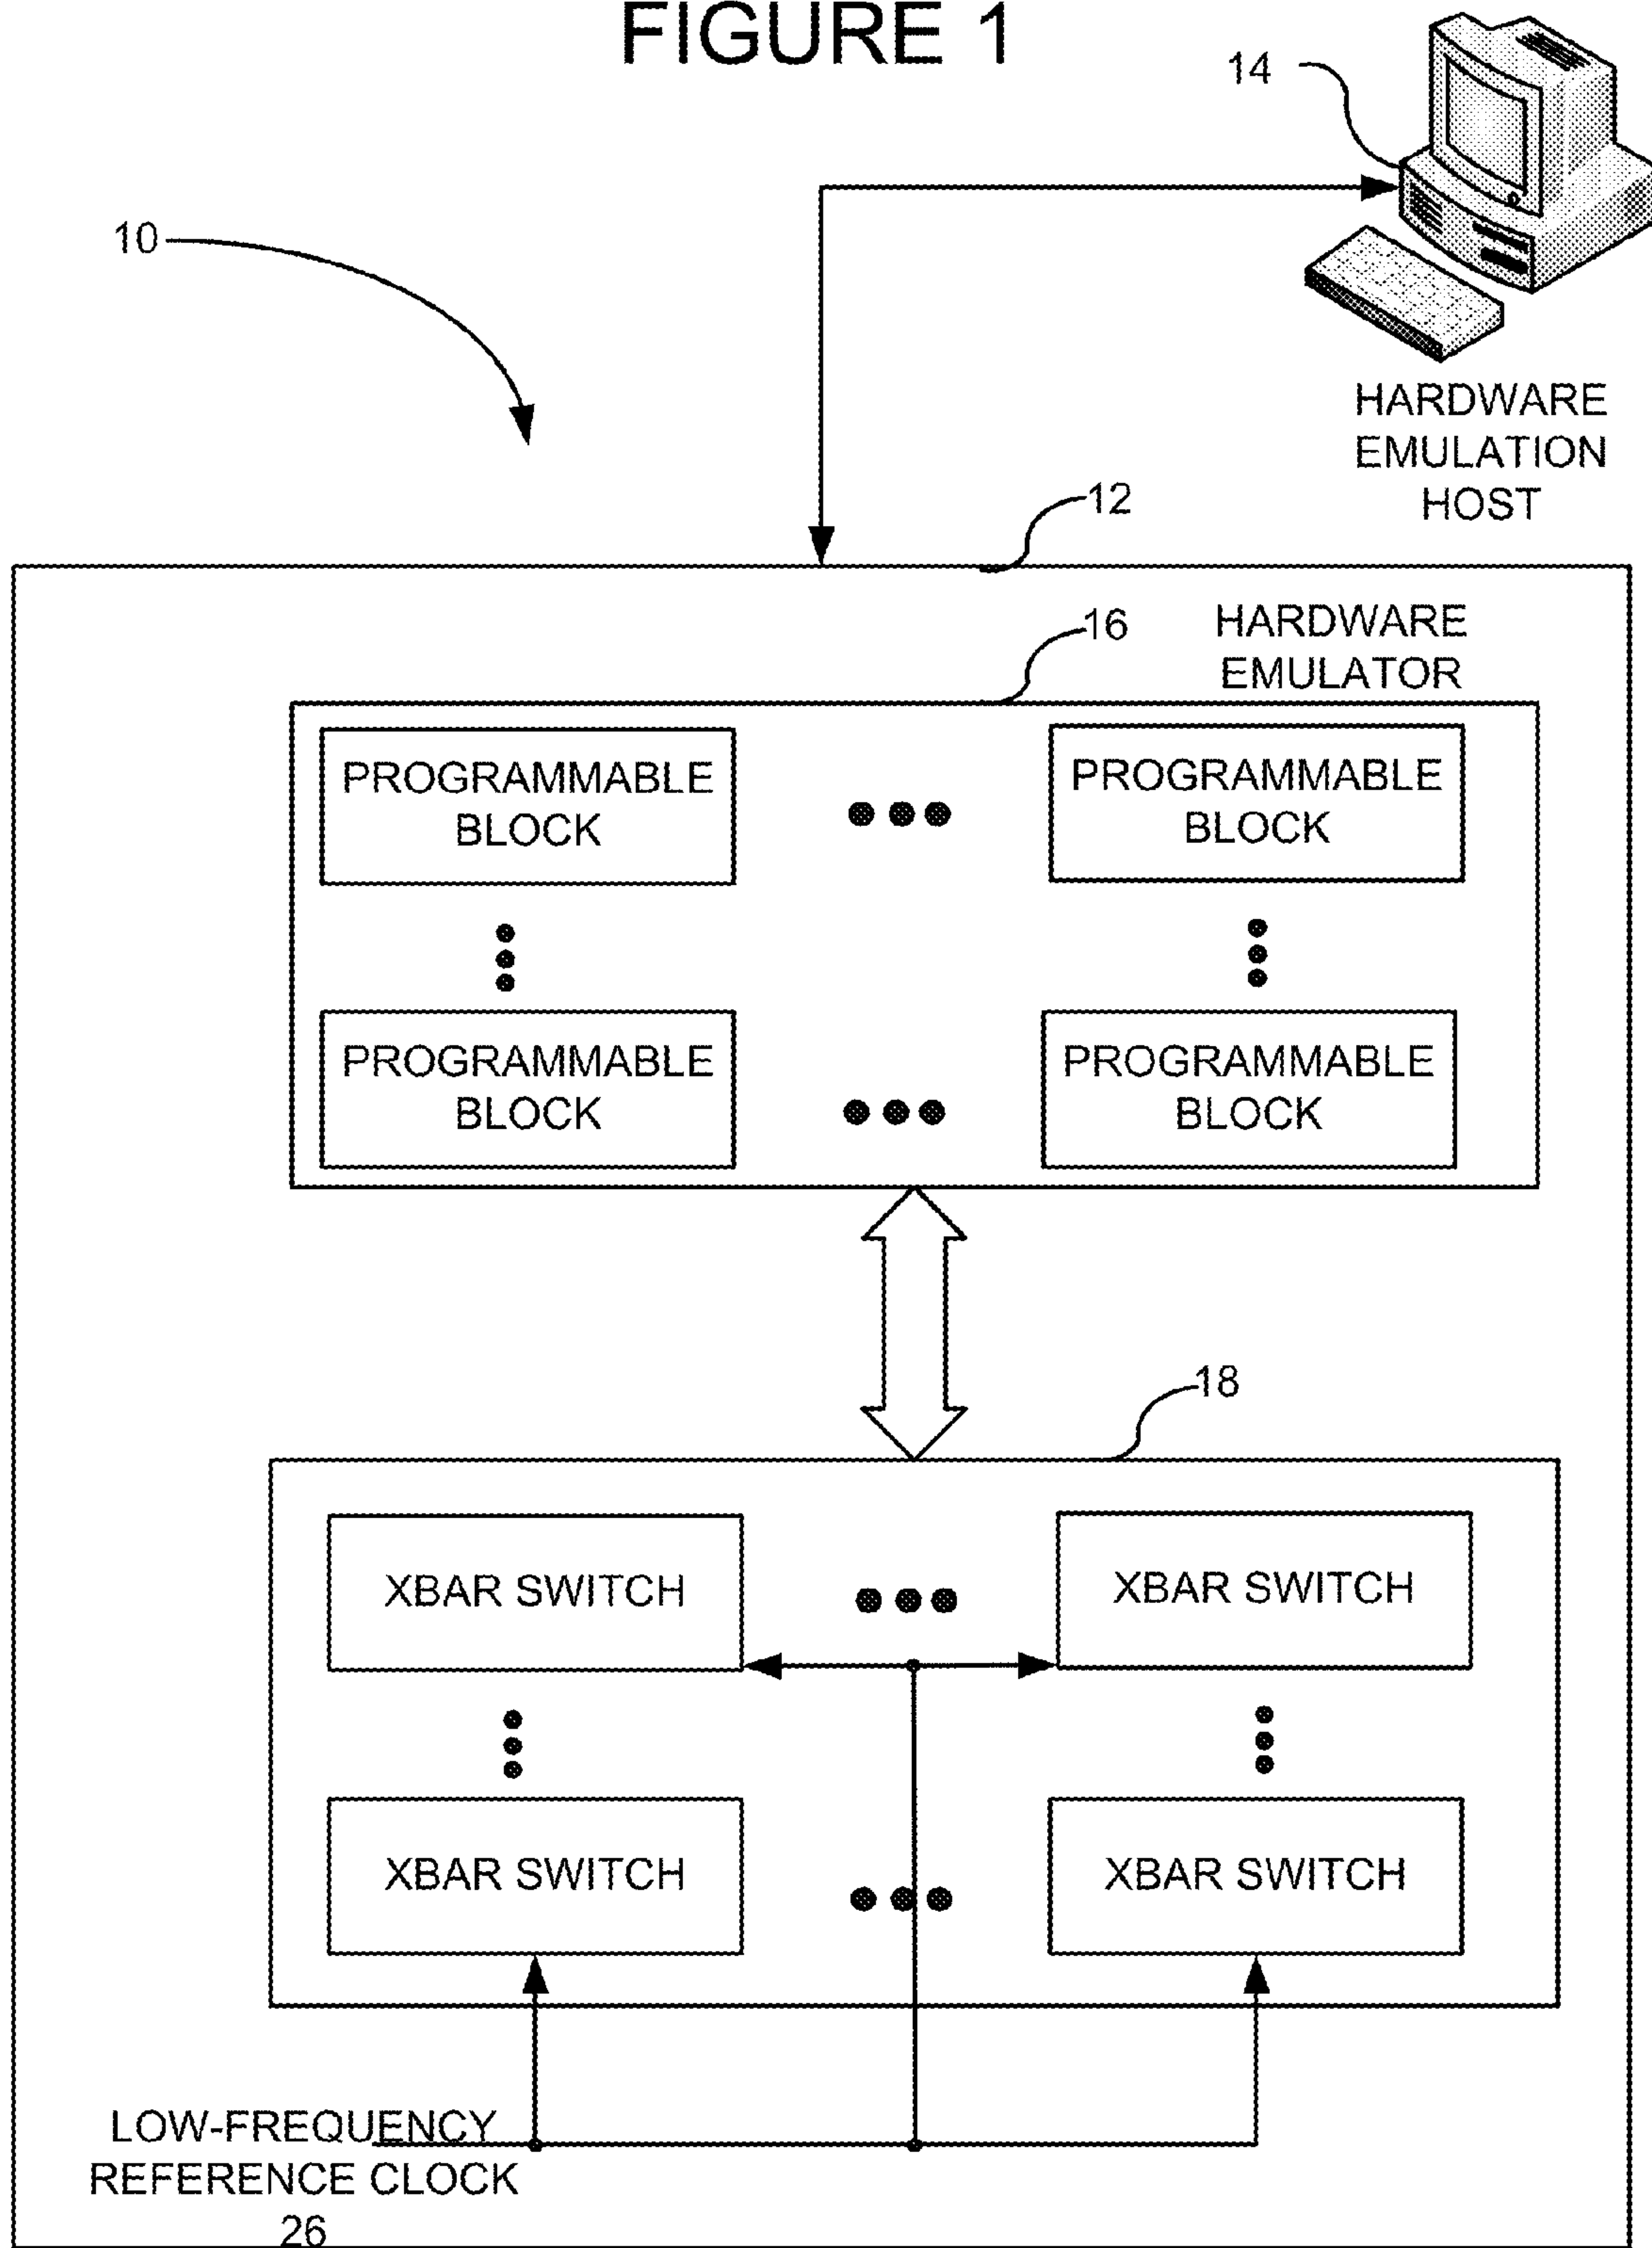 FIGURE 1
14
10
HARDWARE
EMULATION
HOST
12
16
HARDWARE
EMULATOR
PROGRAMMABLE
BLOCK
PROGRAMMABLE
BLOCK
PROGRAMMABLE
BLOCK
PROGRAMMABLE
BLOCK
18
XBAR SWITCH
XBAR SWITCH
XBAR SWITCH
XBAR SWITCH
LOW-FREQUENCY
REFERENCE CLOCK
26